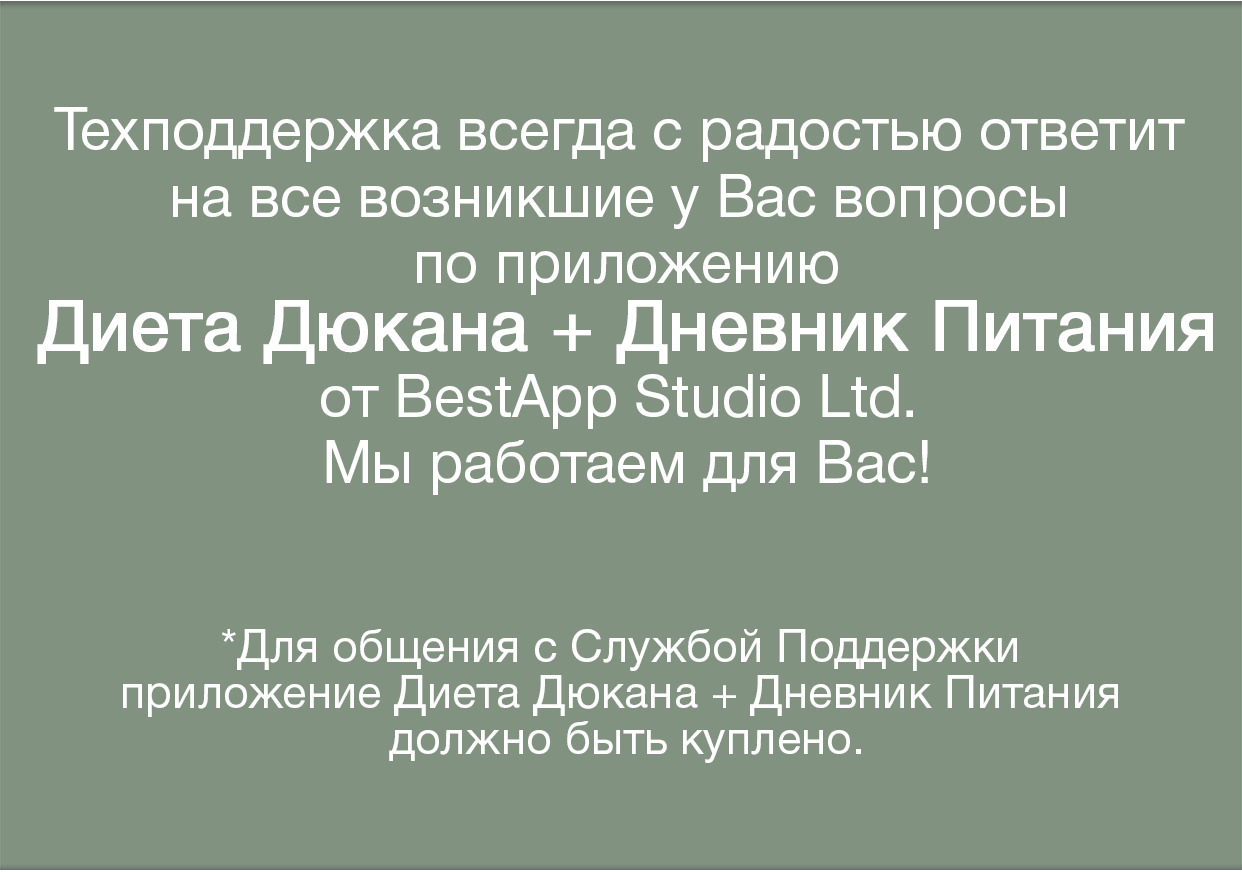 Техподдержка всегда с радостью ответит
на все возникшие у Вас вопросы
по приложению
Диета Дюкана + Дневник Питания
от BestApp Studio Ltd.
Мы работаем для Вас!
*Для общения с Службой Поддержки
приложение Диета Дюкана + Дневник Питания
должно быть куплено.